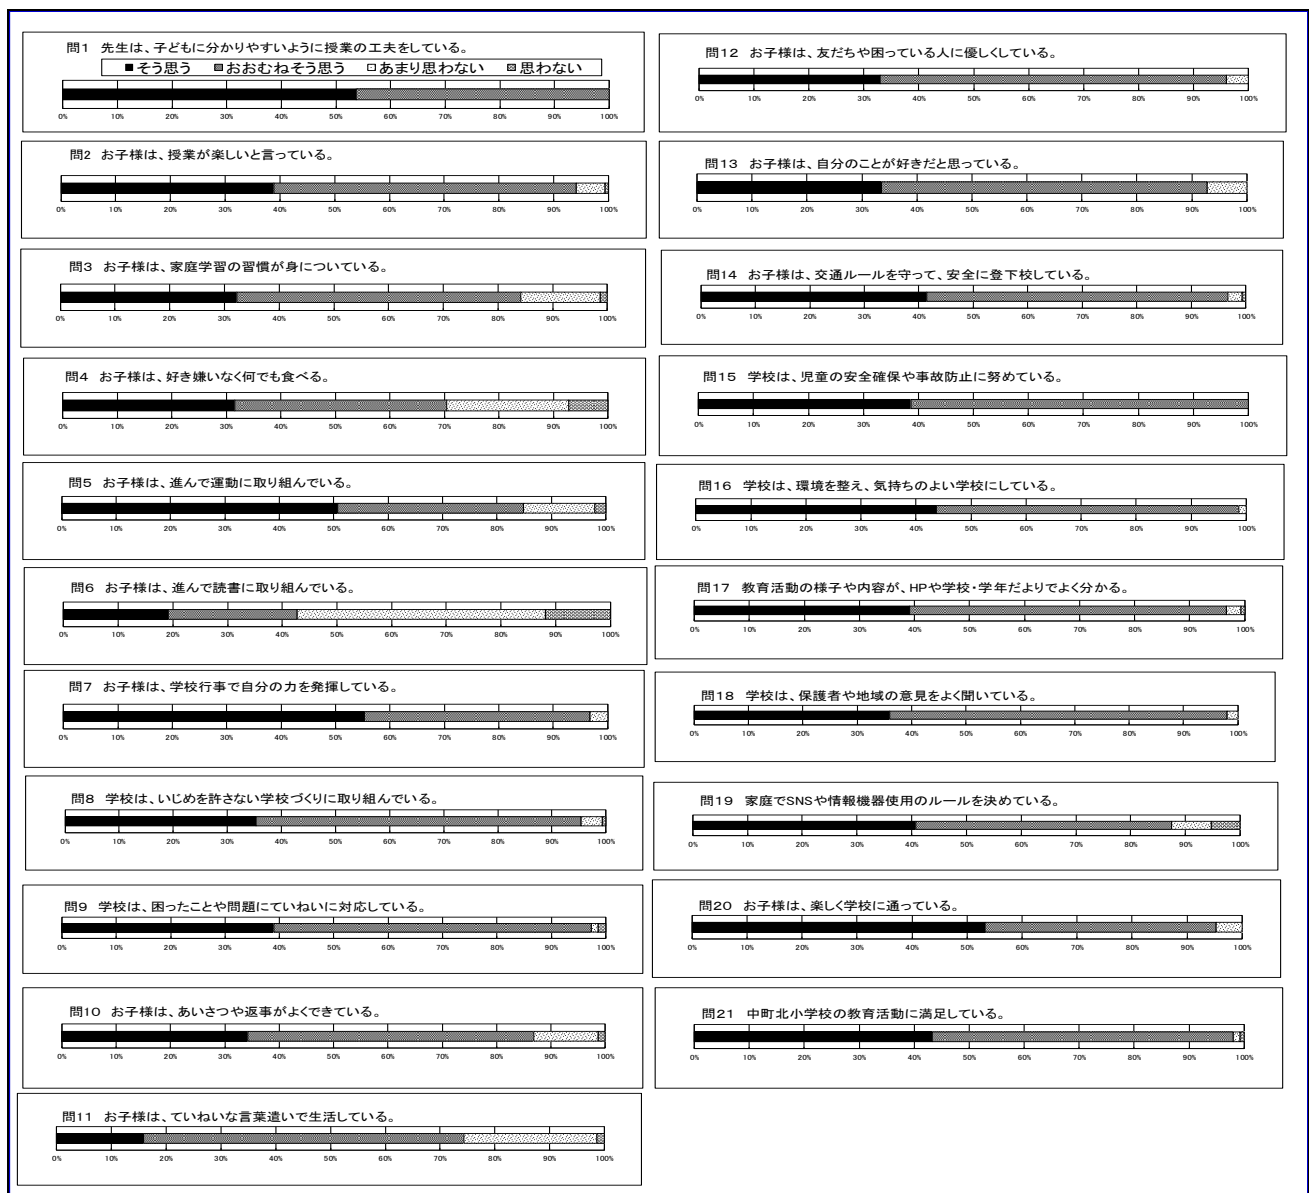 問1　先生は、子どもに分かりやすいように授業の工夫をしている。
■そう思う ■おおむねそう思う □あまり思わない □思わない
0% 10% 20% 30% 40% 50% 60% 70% 80% 90% 100%
問2　お子様は、授業が楽しいと言っている。
0% 10% 20% 30% 40% 50% 60% 70% 80% 90% 100%
問3　お子様は、家庭学習の習慣が身についている。
0% 10% 20% 30% 40% 50% 60% 70% 80% 90% 100%
問4　お子様は、好き嫌いなく何でも食べる。
0% 10% 20% 30% 40% 50% 60% 70% 80% 90% 100%
問5　お子様は、進んで運動に取り組んでいる。
0% 10% 20% 30% 40% 50% 60% 70% 80% 90% 100%
問6　お子様は、進んで読書に取り組んでいる。
0% 10% 20% 30% 40% 50% 60% 70% 80% 90% 100%
問7　お子様は、学校行事で自分の力を発揮している。
0% 10% 20% 30% 40% 50% 60% 70% 80% 90% 100%
問8　学校は、いじめを許さない学校づくりに取り組んでいる。
0% 10% 20% 30% 40% 50% 60% 70% 80% 90% 100%
問9　学校は、困ったことや問題にていねいに対応している。
0% 10% 20% 30% 40% 50% 60% 70% 80% 90% 100%
問10　お子様は、あいさつや返事がよくできている。
0% 10% 20% 30% 40% 50% 60% 70% 80% 90% 100%
問11　お子様は、ていねいな言葉遣いで生活している。
0% 10% 20% 30% 40% 50% 60% 70% 80% 90% 100%
問12　お子様は、友だちや困っている人に優しくしている。
0% 10% 20% 30% 40% 50% 60% 70% 80% 90% 100%
問13　お子様は、自分のことが好きだと思っている。
0% 10% 20% 30% 40% 50% 60% 70% 80% 90% 100%
問14　お子様は、交通ルールを守って、安全に登下校している。
0% 10% 20% 30% 40% 50% 60% 70% 80% 90% 100%
問15　学校は、児童の安全確保や事故防止に努めている。
0% 10% 20% 30% 40% 50% 60% 70% 80% 90% 100%
問16　学校は、環境を整え、気持ちのよい学校にしている。
0% 10% 20% 30% 40% 50% 60% 70% 80% 90% 100%
問17　教育活動の様子や内容が、HPや学校・学年だよりでよく分かる。
0% 10% 20% 30% 40% 50% 60% 70% 80% 90% 100%
問18　学校は、保護者や地域の意見をよく聞いている。
0% 10% 20% 30% 40% 50% 60% 70% 80% 90% 100%
問19　家庭でSNSや情報機器使用のルールを決めている。
0% 10% 20% 30% 40% 50% 60% 70% 80% 90% 100%
問20　お子様は、楽しく学校に通っている。
0% 10% 20% 30% 40% 50% 60% 70% 80% 90% 100%
問21　中町北小学校の教育活動に満足している。
0% 10% 20% 30% 40% 50% 60% 70% 80% 90% 100%